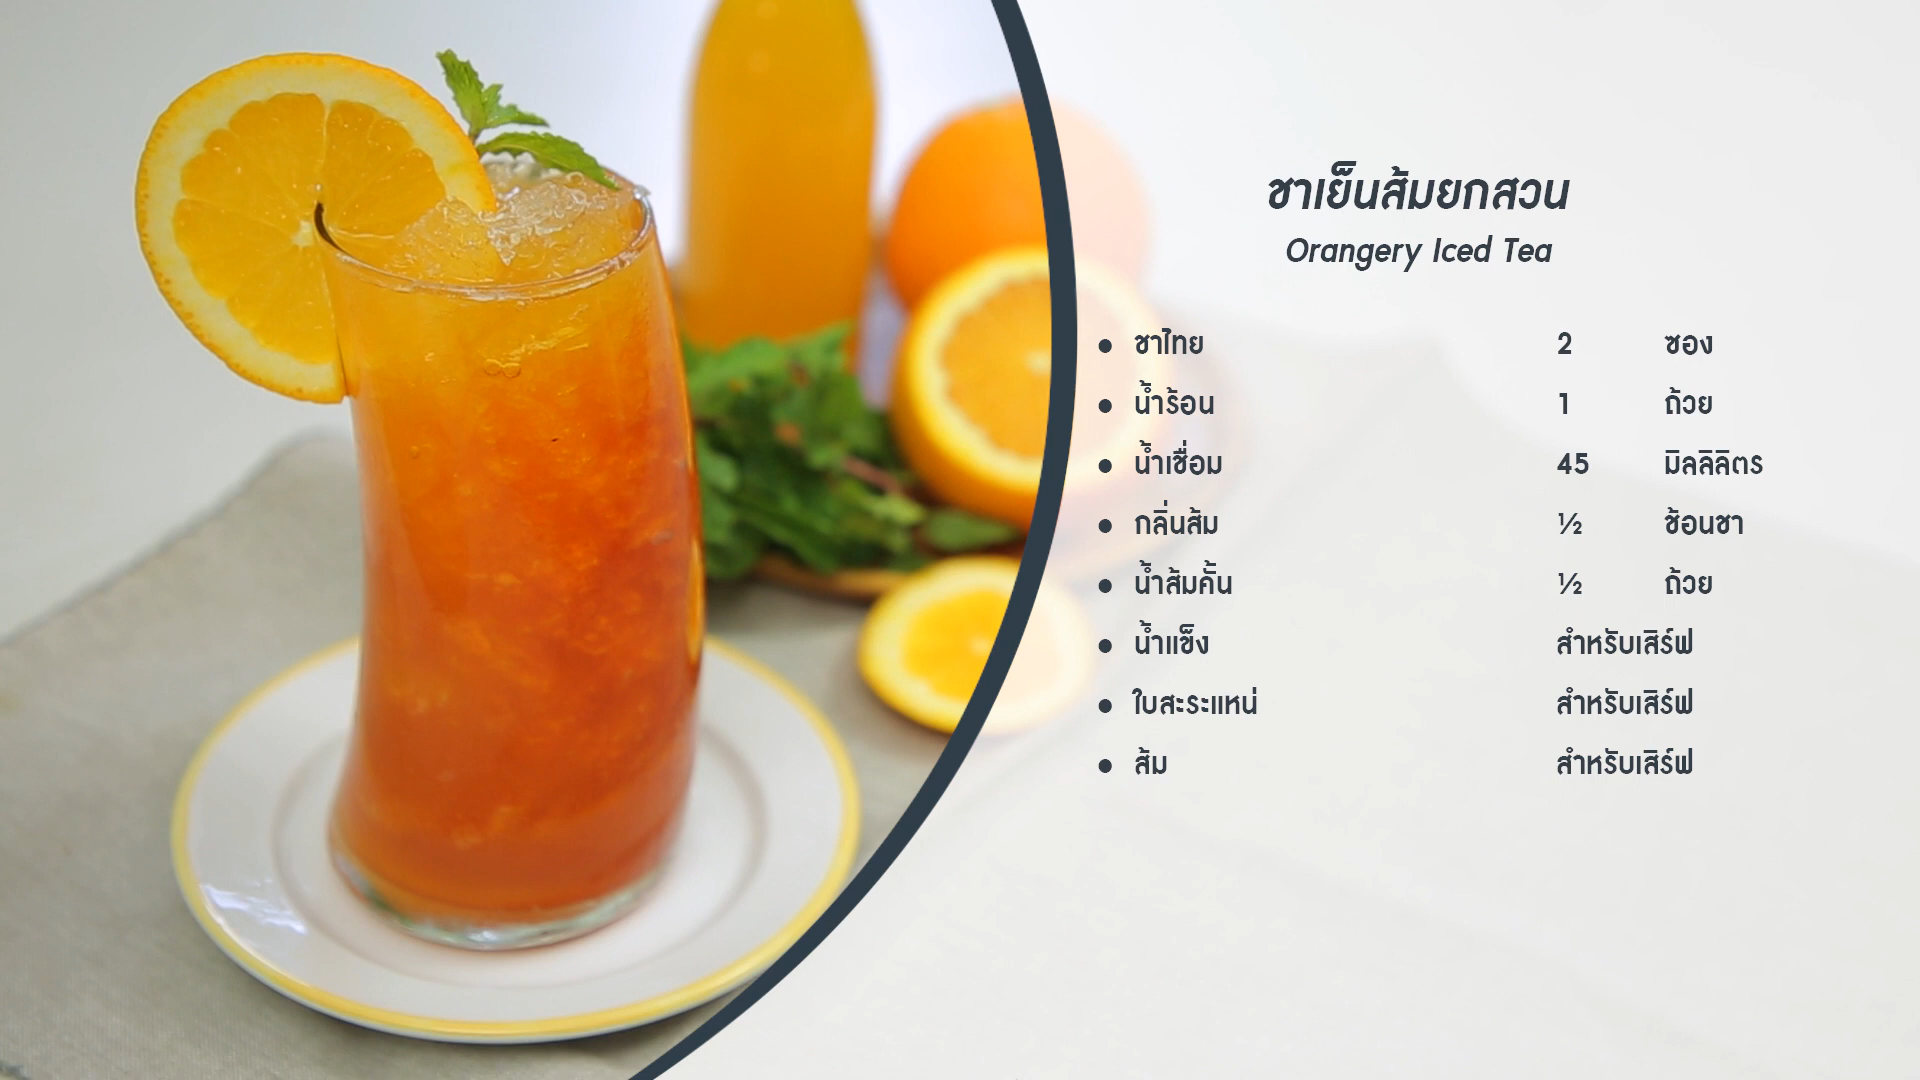 ชาเย็นส้มยกสวน
Orangery Iced Tea
• ชาไทย 2 ซอง
• น้ำร้อน 1 ถ้วย
• น้ำเชื่อม 45 มิลลิลิตร
• กลิ่นส้ม ½ ช้อนชา
• น้ำส้มคั้น ½ ถ้วย
• น้ำแข็ง สำหรับเสิร์ฟ
• ใบสะระแหน่ สำหรับเสิร์ฟ
• ส้ม สำหรับเสิร์ฟ